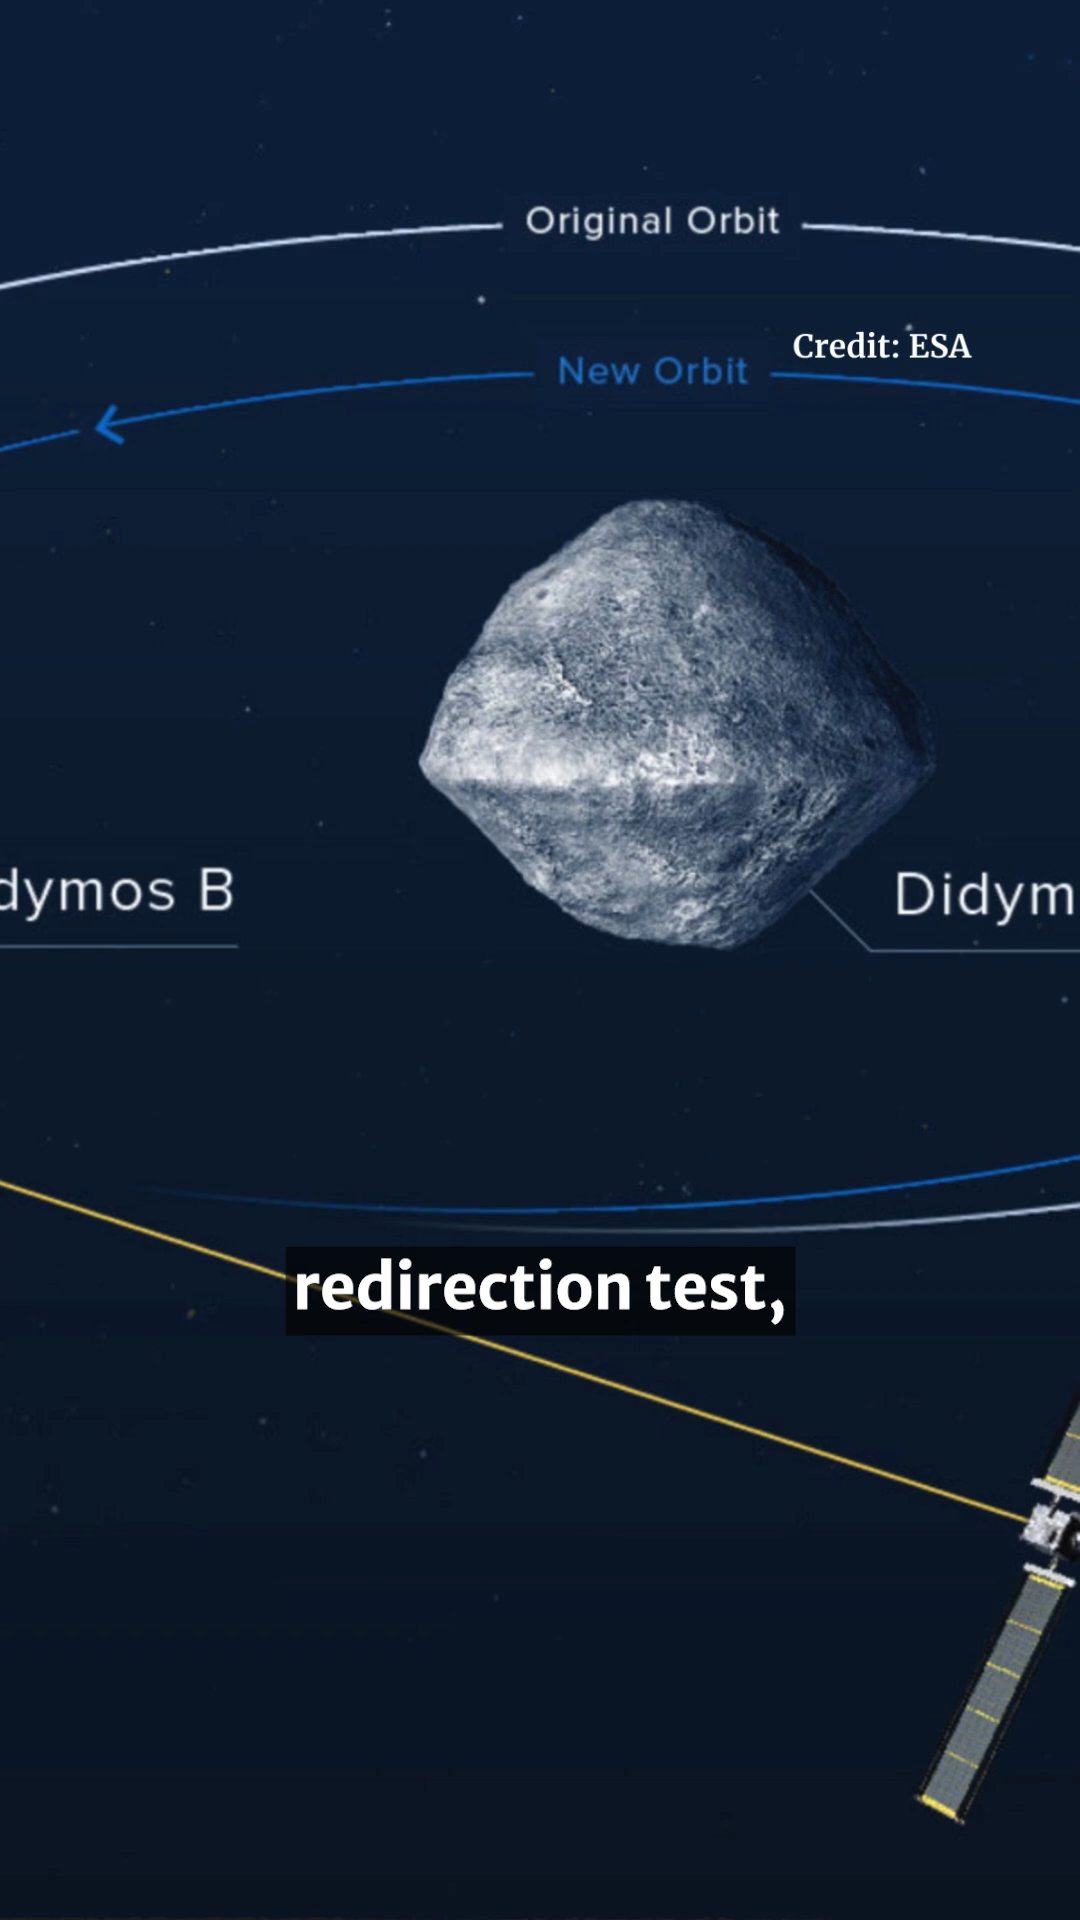 Original Orbit
Credit: ESA
New Orbit
dymos B
Didym
redirection test,